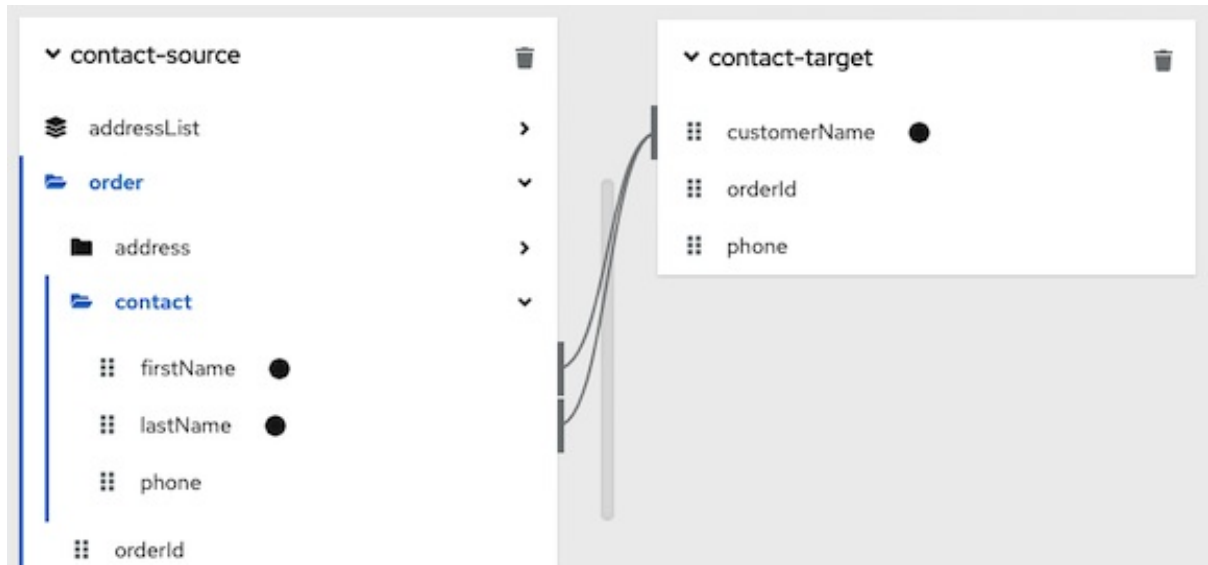 contact-source
addressList
order
address
contact
firstName
lastName
phone
orderId
contact-target
customerName
orderId
phone